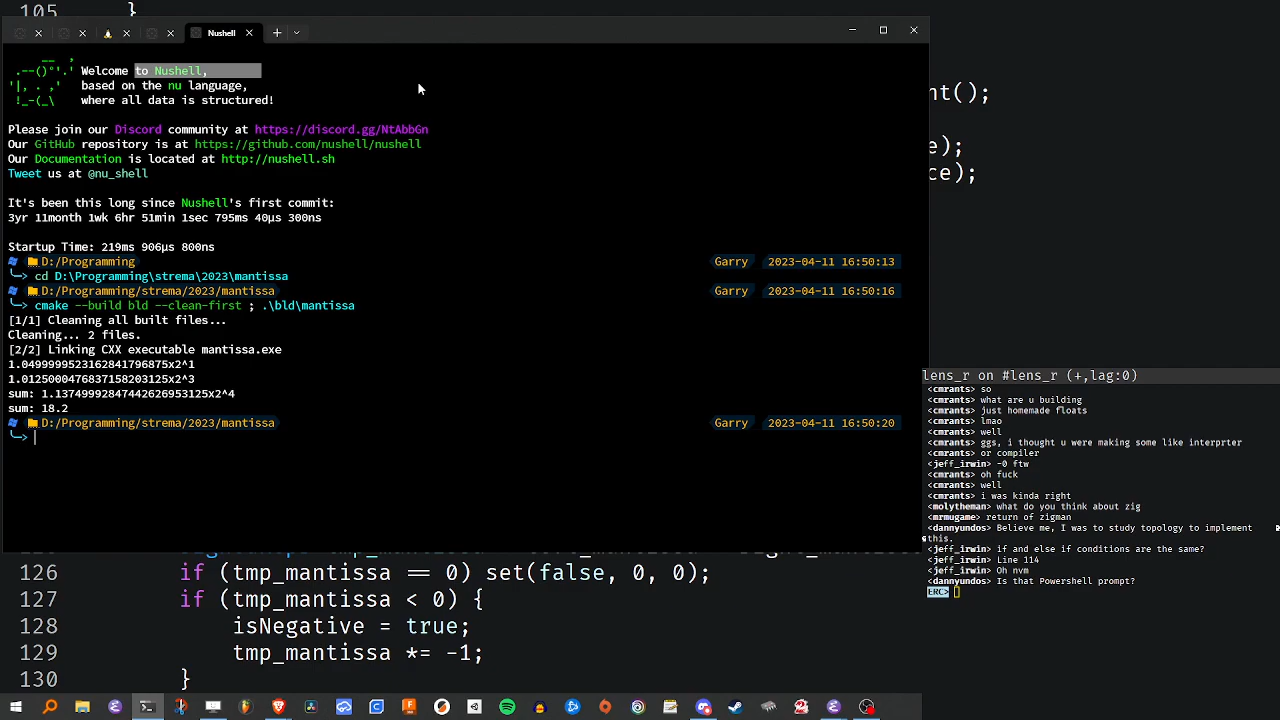 105     }
Nushell
Welcome to Nushell,
based on the nu language,
where all data is structured!
Please join our Discord community at https://discord.gg/NtAbbGn
Our GitHub repository is at https://github.com/nushell/nushell
Our Documentation is located at http://nushell.sh
Tweet us at @nu_shell
It's been this long since Nushell's first commit:
3yr 11month 1wk 6hr 51min 1sec 795ms 40µs 300ns
Startup Time: 219ms 906µs 800ns
D:/Programming Garry 2023-04-11 16:50:13
> cd D:\Programming\strema\2023\mantissa
D:/Programming/strema/2023/mantissa Garry 2023-04-11 16:50:16
> cmake --build bld --clean-first ; .\bld\mantissa
[1/1] Cleaning all built files...
Cleaning... 2 files.
[2/2] Linking CXX executable mantissa.exe
1.0499999523162841796875x2^1
1.0125000476837158203125x2^3
sum: 1.13749992847442626953125x2^4
sum: 18.2
D:/Programming/strema/2023/mantissa Garry 2023-04-11 16:50:20
>
nt();
e);
ce);
lens_r on #lens_r (+,lag:0)
<cmrants> so
<cmrants> what are u building
<cmrants> just homemade floats
<cmrants> lmao
<cmrants> well
<cmrants> ggs, i thought u were making some like interprter
<cmrants> or compiler
<jeff_irwin> -0 ftw
<cmrants> oh fuck
<cmrants> well
<cmrants> i was kinda right
<molytheman> what do you think about zig
<mrmugame> return of zigman
<dannyundos> Believe me, I was to study topology to implement
this.
<jeff_irwin> if and else if conditions are the same?
<jeff_irwin> Line 114
<jeff_irwin> Oh nvm
<dannyundos> Is that Powershell prompt?
ERC>
126         if (tmp_mantissa == 0) set(false, 0, 0);
127         if (tmp_mantissa < 0) {
128             isNegative = true;
129             tmp_mantissa *= -1;
130         }